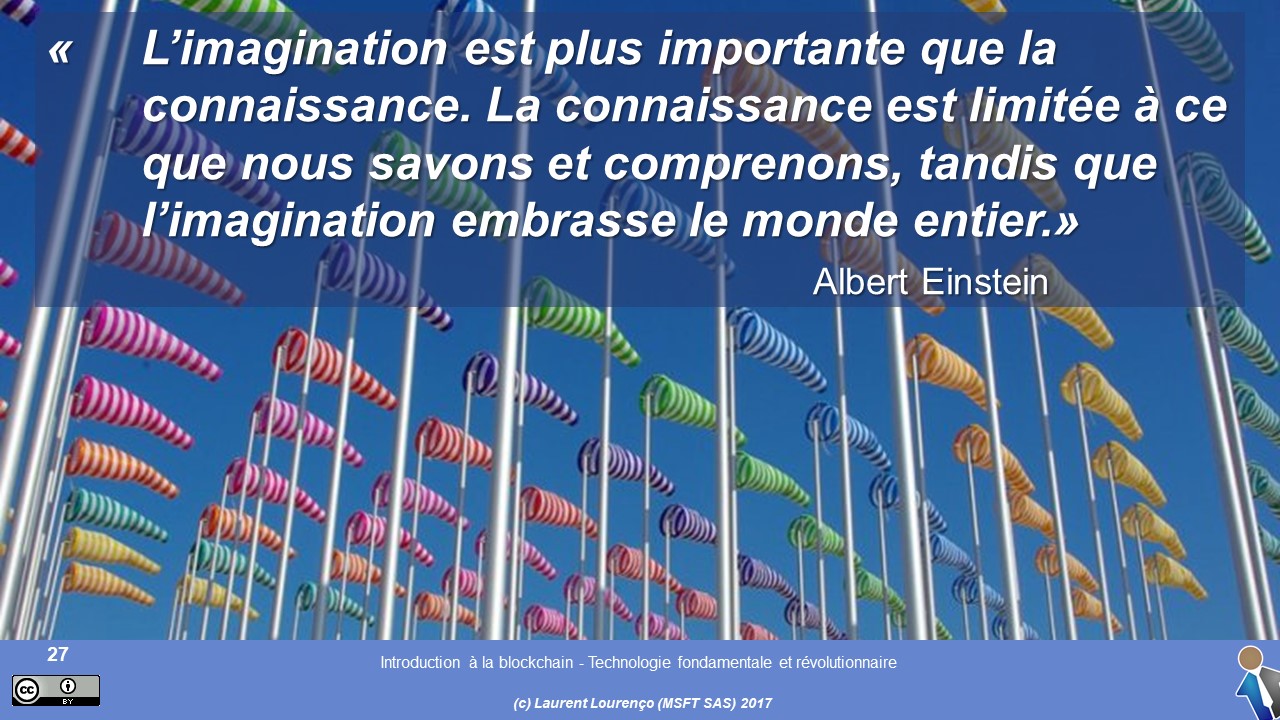 « L’imagination est plus importante que la
connaissance. La connaissance est limitée à ce
que nous savons et comprenons, tandis que
l’imagination embrasse le monde entier.»
Albert Einstein
27
Introduction à la blockchain - Technologie fondamentale et révolutionnaire
cc BY
(c) Laurent Lourenço (MSFT SAS) 2017